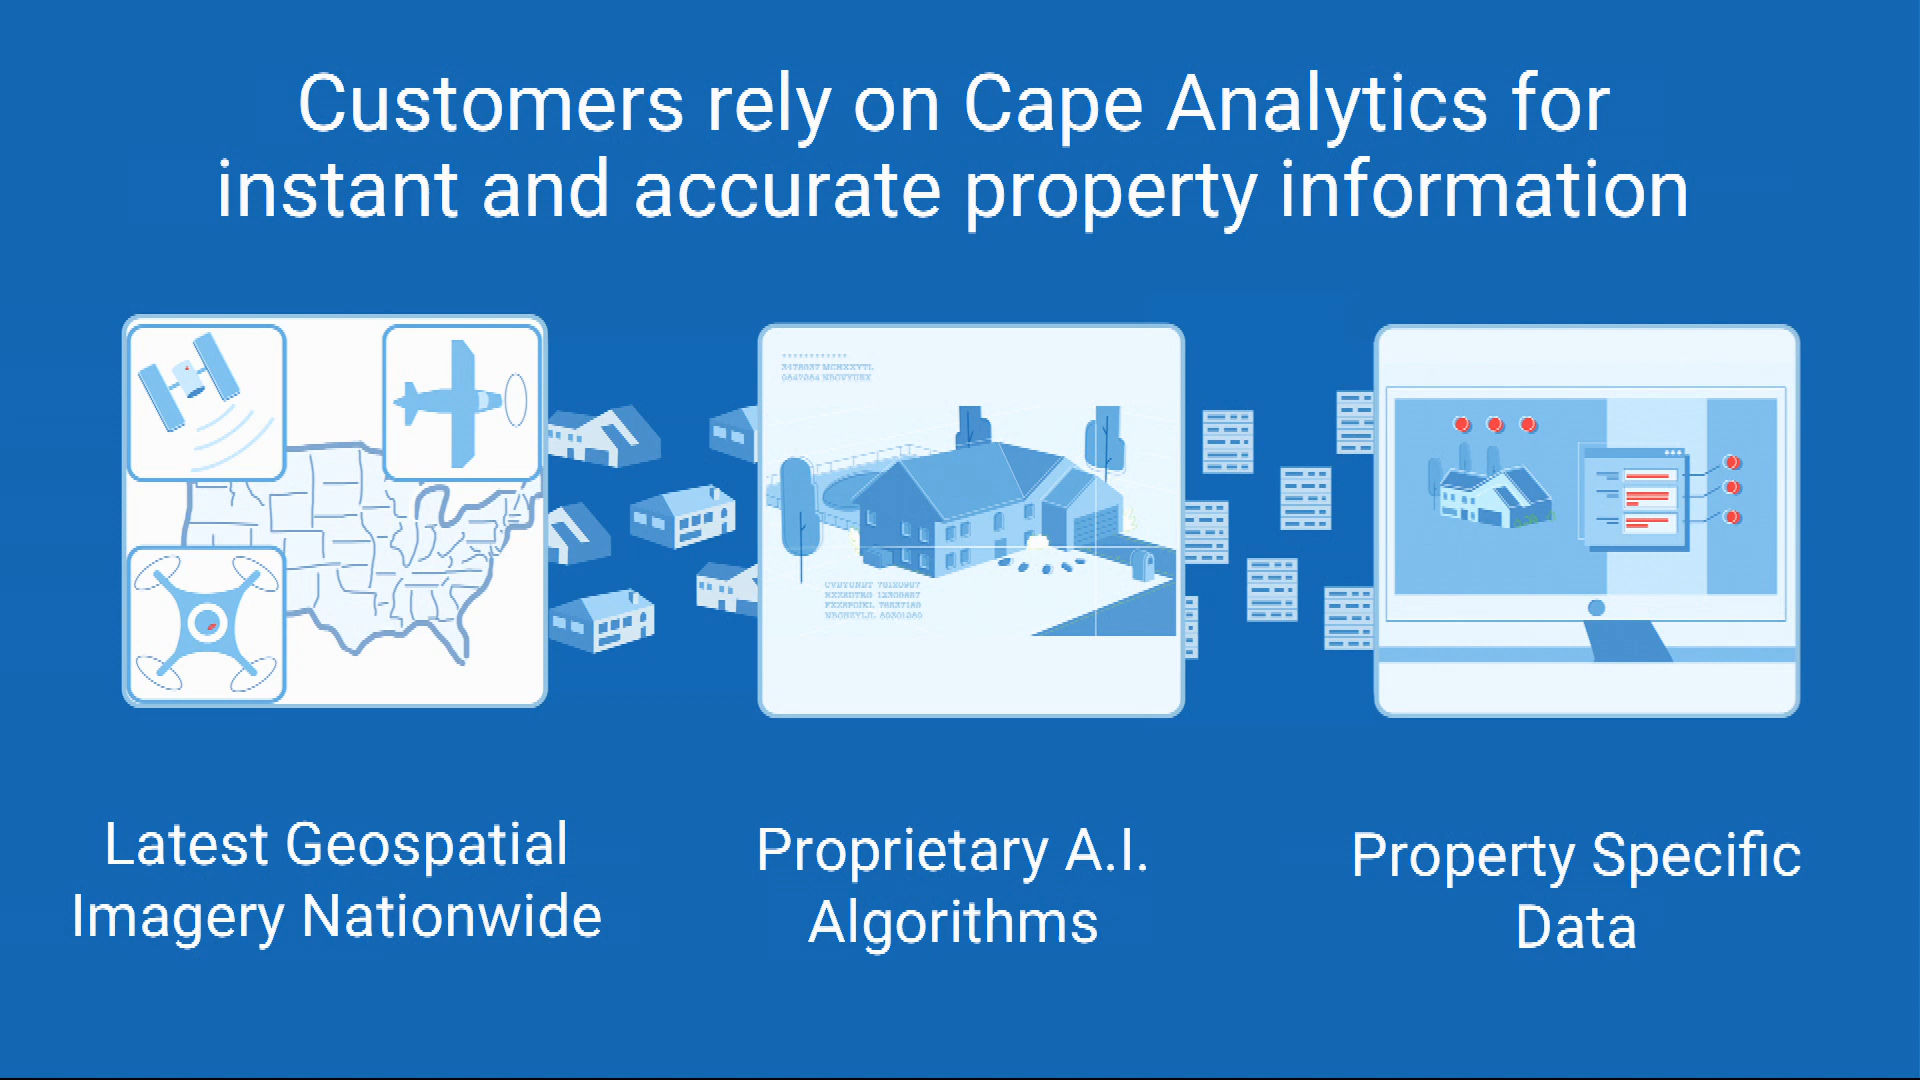 Customers rely on Cape Analytics for
instant and accurate property information
Latest Geospatial
Imagery Nationwide
Proprietary A.I.
Algorithms
Property Specific
Data